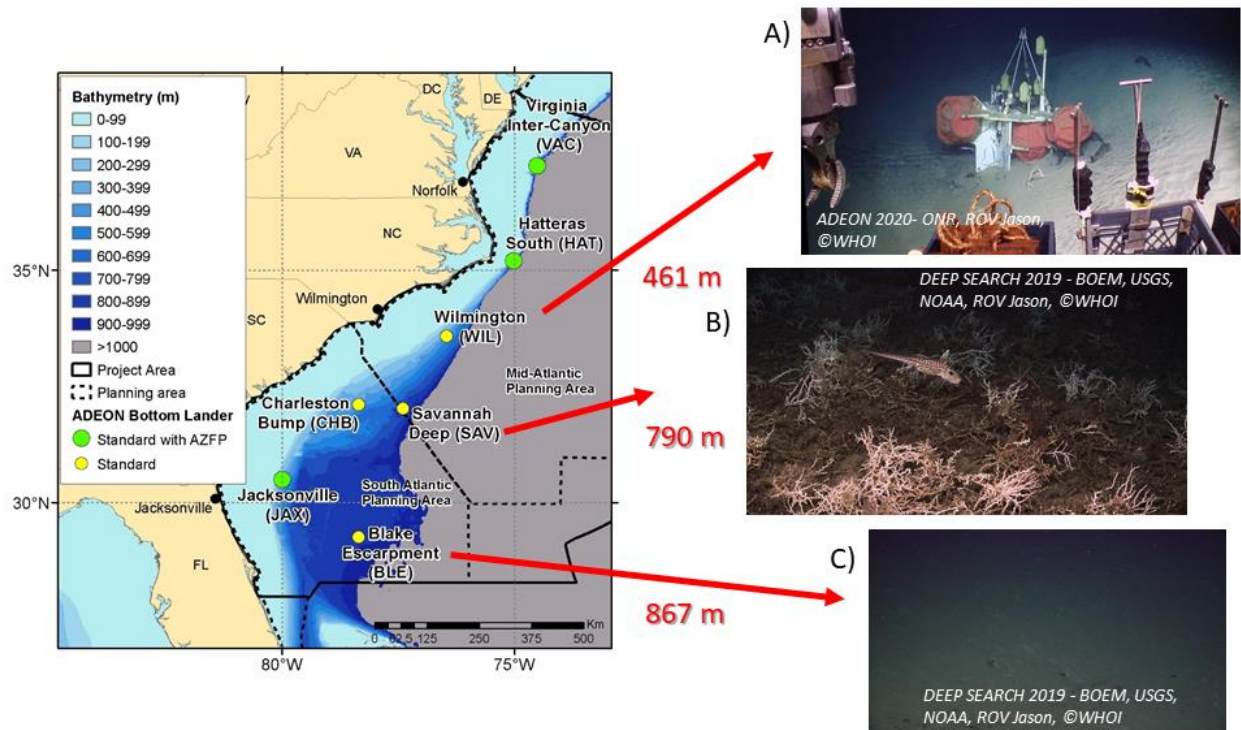 Bathymetry (m)
0-99
100-199
200-299
300-399
400-499
500-599
600-699
700-799
800-899
900-999
>1000
Project Area
Planning area
ADEON Bottom Lander
Standard with AZFP
Standard
DC
DE
VA
Virginia
Inter-Canyon
(VAC)
Norfolk
NC
Hatteras
South (HAT)
35°N
Wilmington
SC
Wilmington
(WIL)
Mid-Atlantic
Planning Area
Charleston
Bump (CHB)
Savannah
Deep (SAV)
30°N
Jacksonville
Jacksonville
(JAX)
South Atlantic
Planning Area
FL
Blake
Escarpment
(BLE)
Km
0 62.5 125 250 375 500
80°W
75°W
461 m
790 m
867 m
A)
ADEON 2020- ONR, ROV Jason,
©WHOI
B)
DEEP SEARCH 2019 - BOEM, USGS,
NOAA, ROV Jason, ©WHOI
C)
DEEP SEARCH 2019 - BOEM, USGS,
NOAA, ROV Jason, ©WHOI